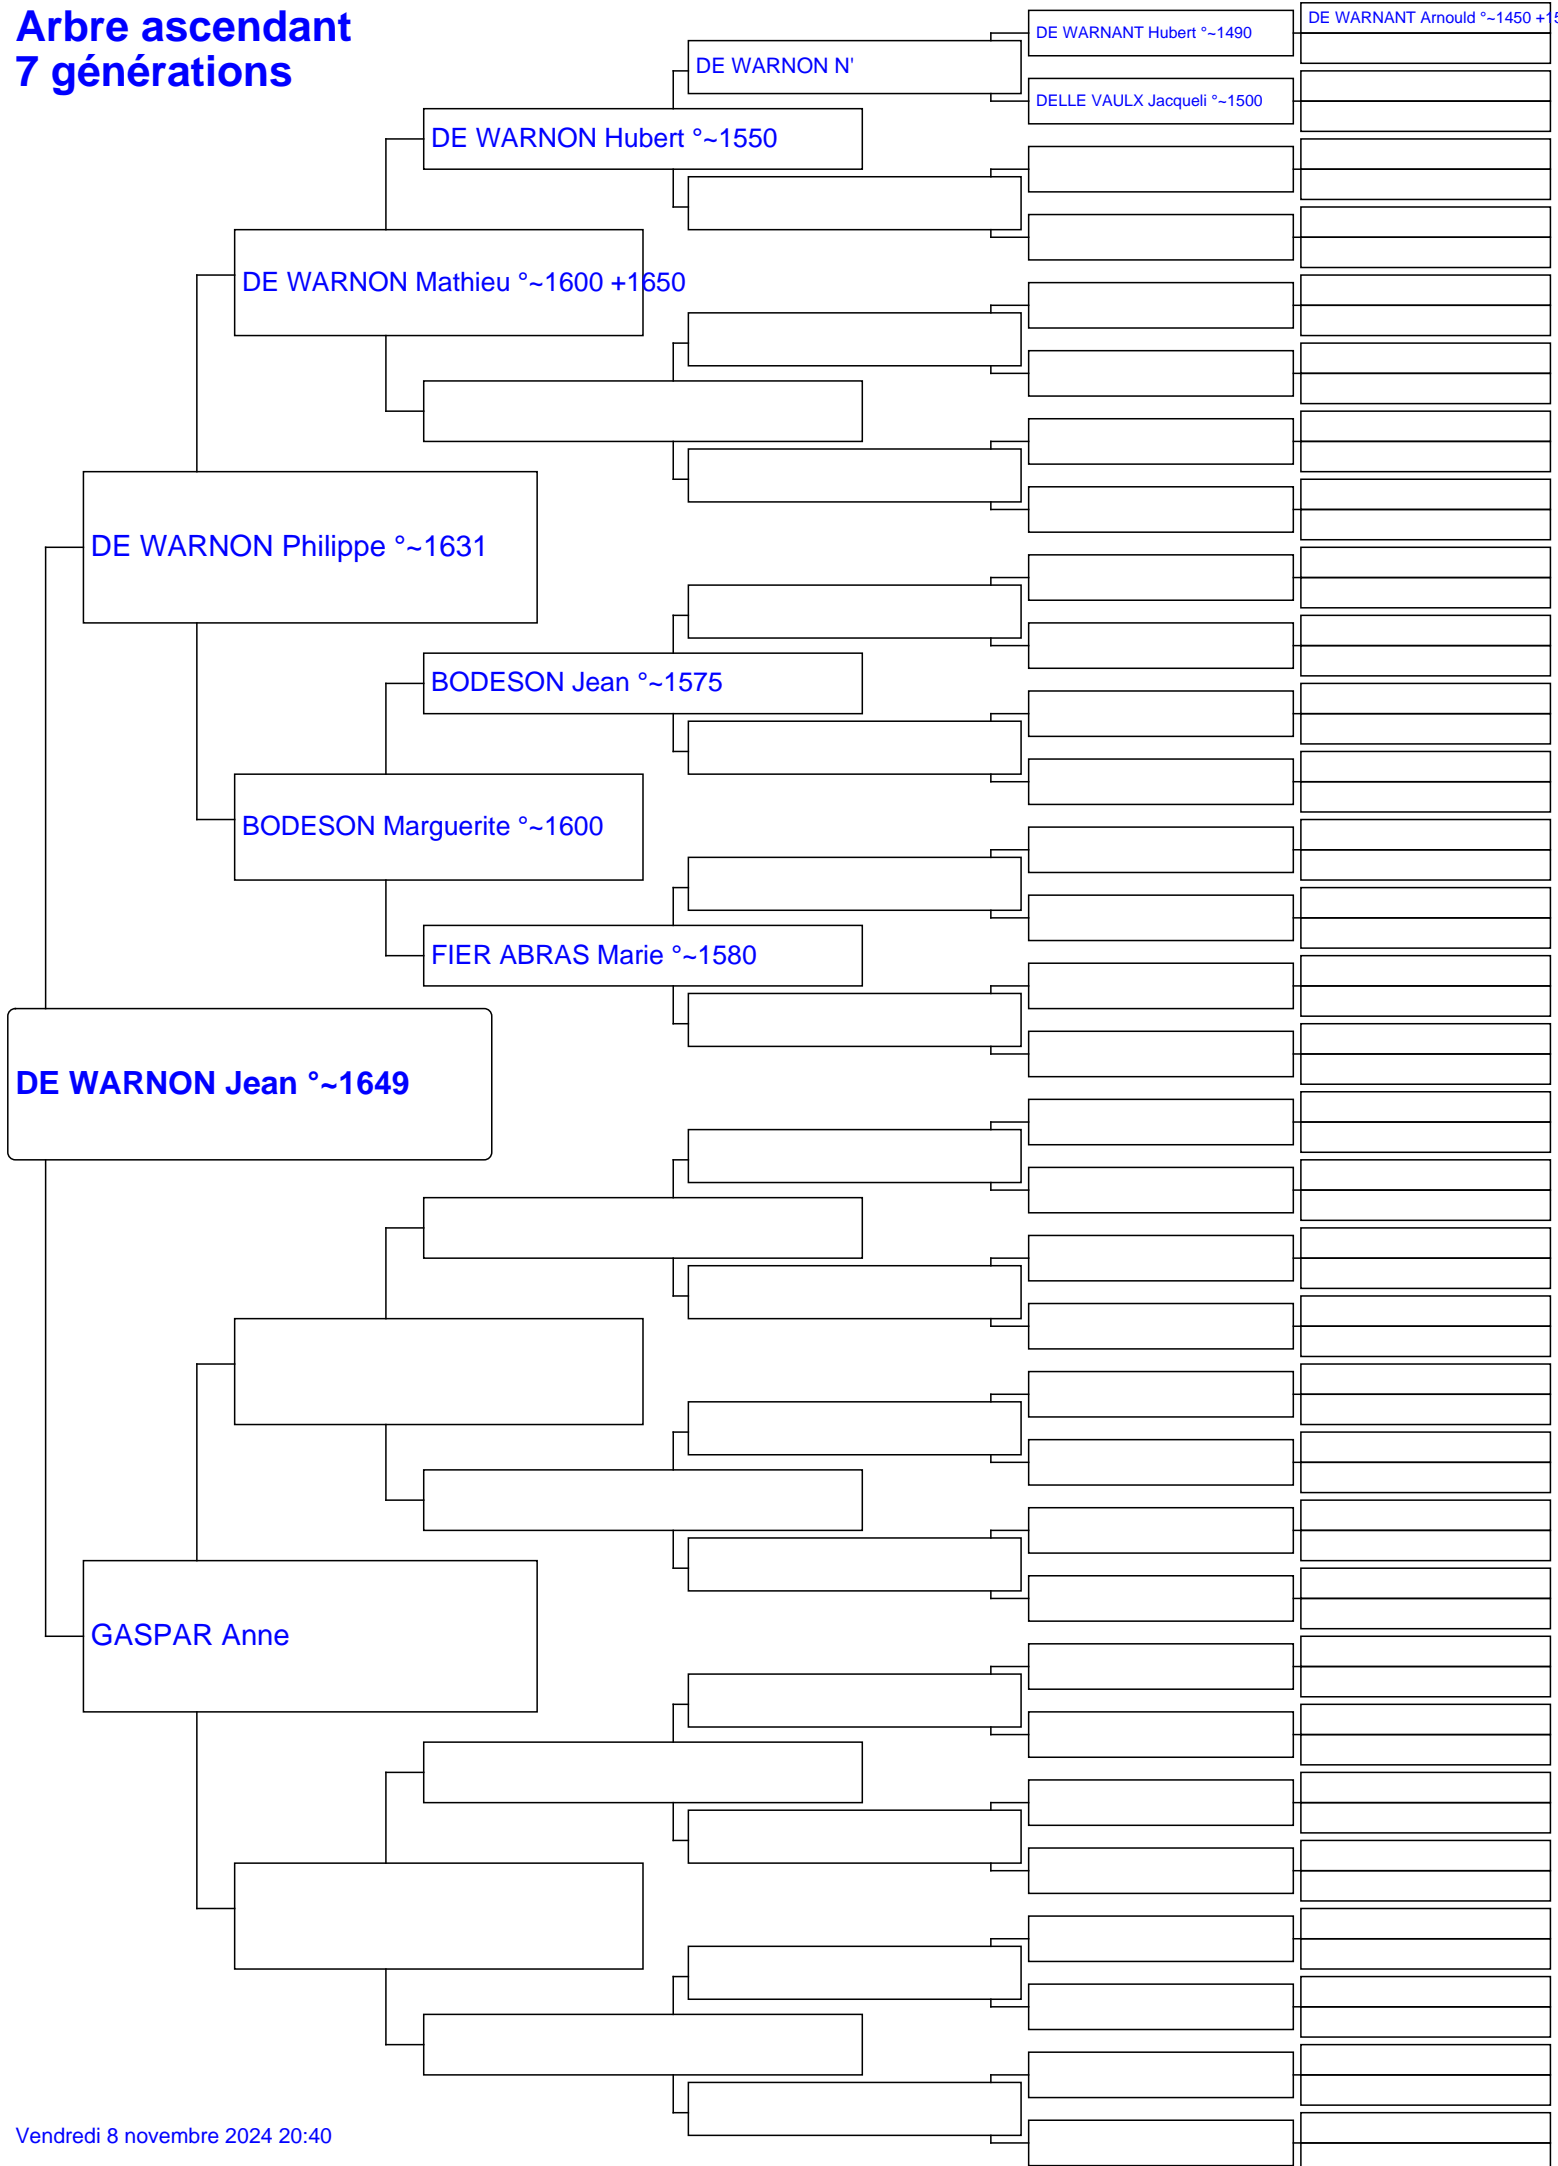 Arbre ascendant
7 générations
DE WARNANT Arnould °~1450
DE WARNANT Hubert °~1490
DE WARNON N'
DELLE VAULX Jacqueli °~1500
DE WARNON Hubert °~1550
DE WARNON Mathieu °~1600 +1650
DE WARNON Philippe °~1631
BODESON Jean °~1575
BODESON Marguerite °~1600
FIER ABRAS Marie °~1580
DE WARNON Jean °~1649
GASPAR Anne
Vendredi 8 novembre 2024 20:40